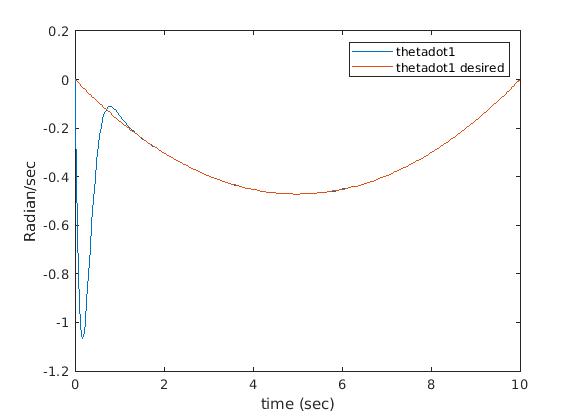 0.2
thetadot1
thetadot1 desired
0
-0.2
-0.4
-0.6
-0.8
-1
-1.2
Radian/sec
0 2 4 6 8 10
time (sec)